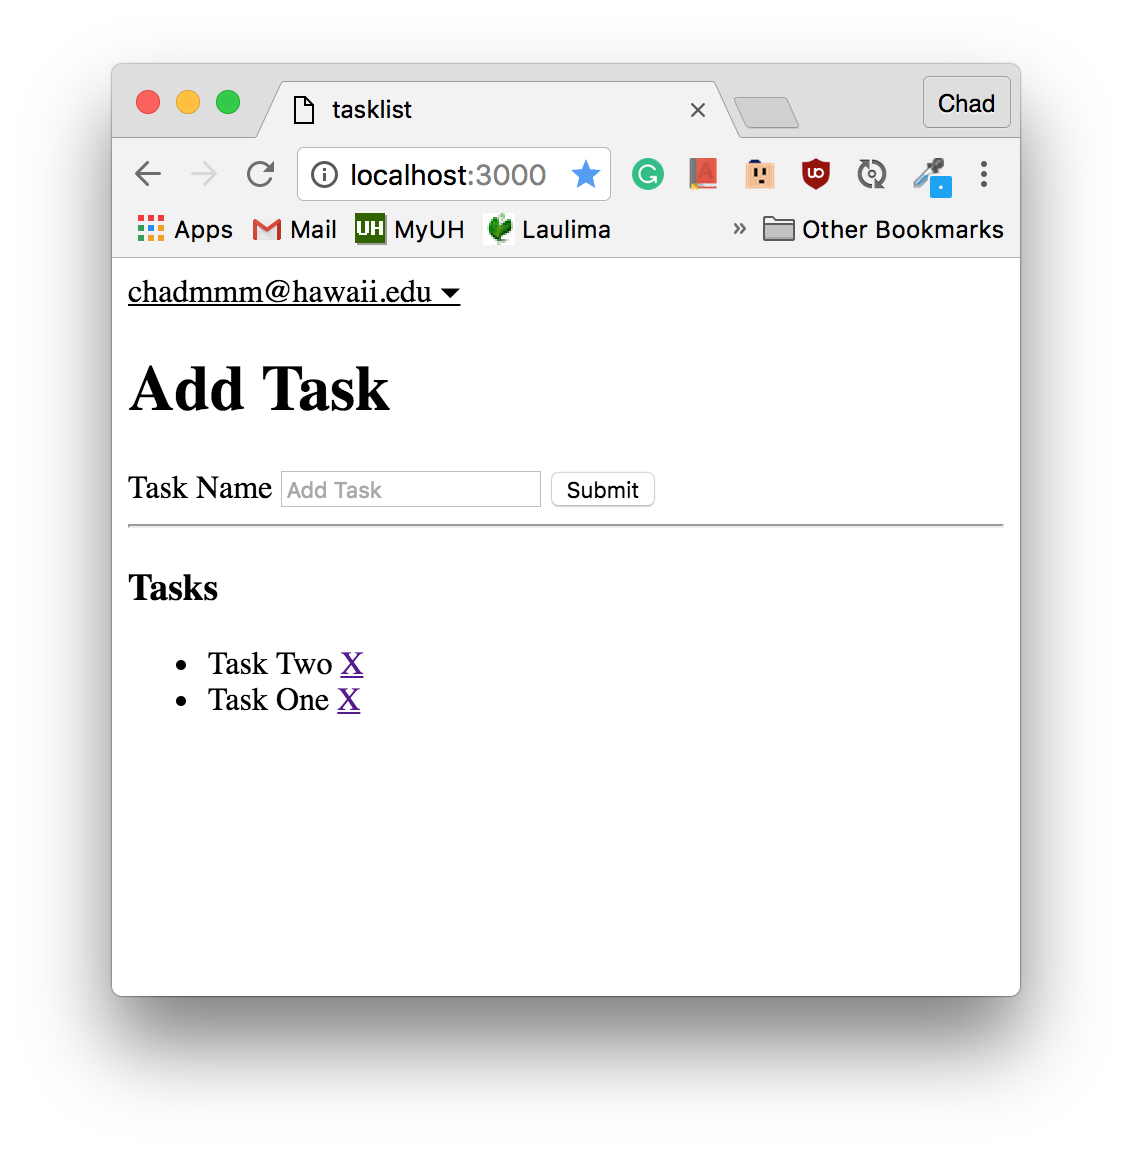 tasklist
Chad
localhost:3000
Apps Mail UH MyUH Laulima » Other Bookmarks
chadmmm@hawaii.edu
Add Task
Task Name Add Task Submit
Tasks
• Task Two X
• Task One X